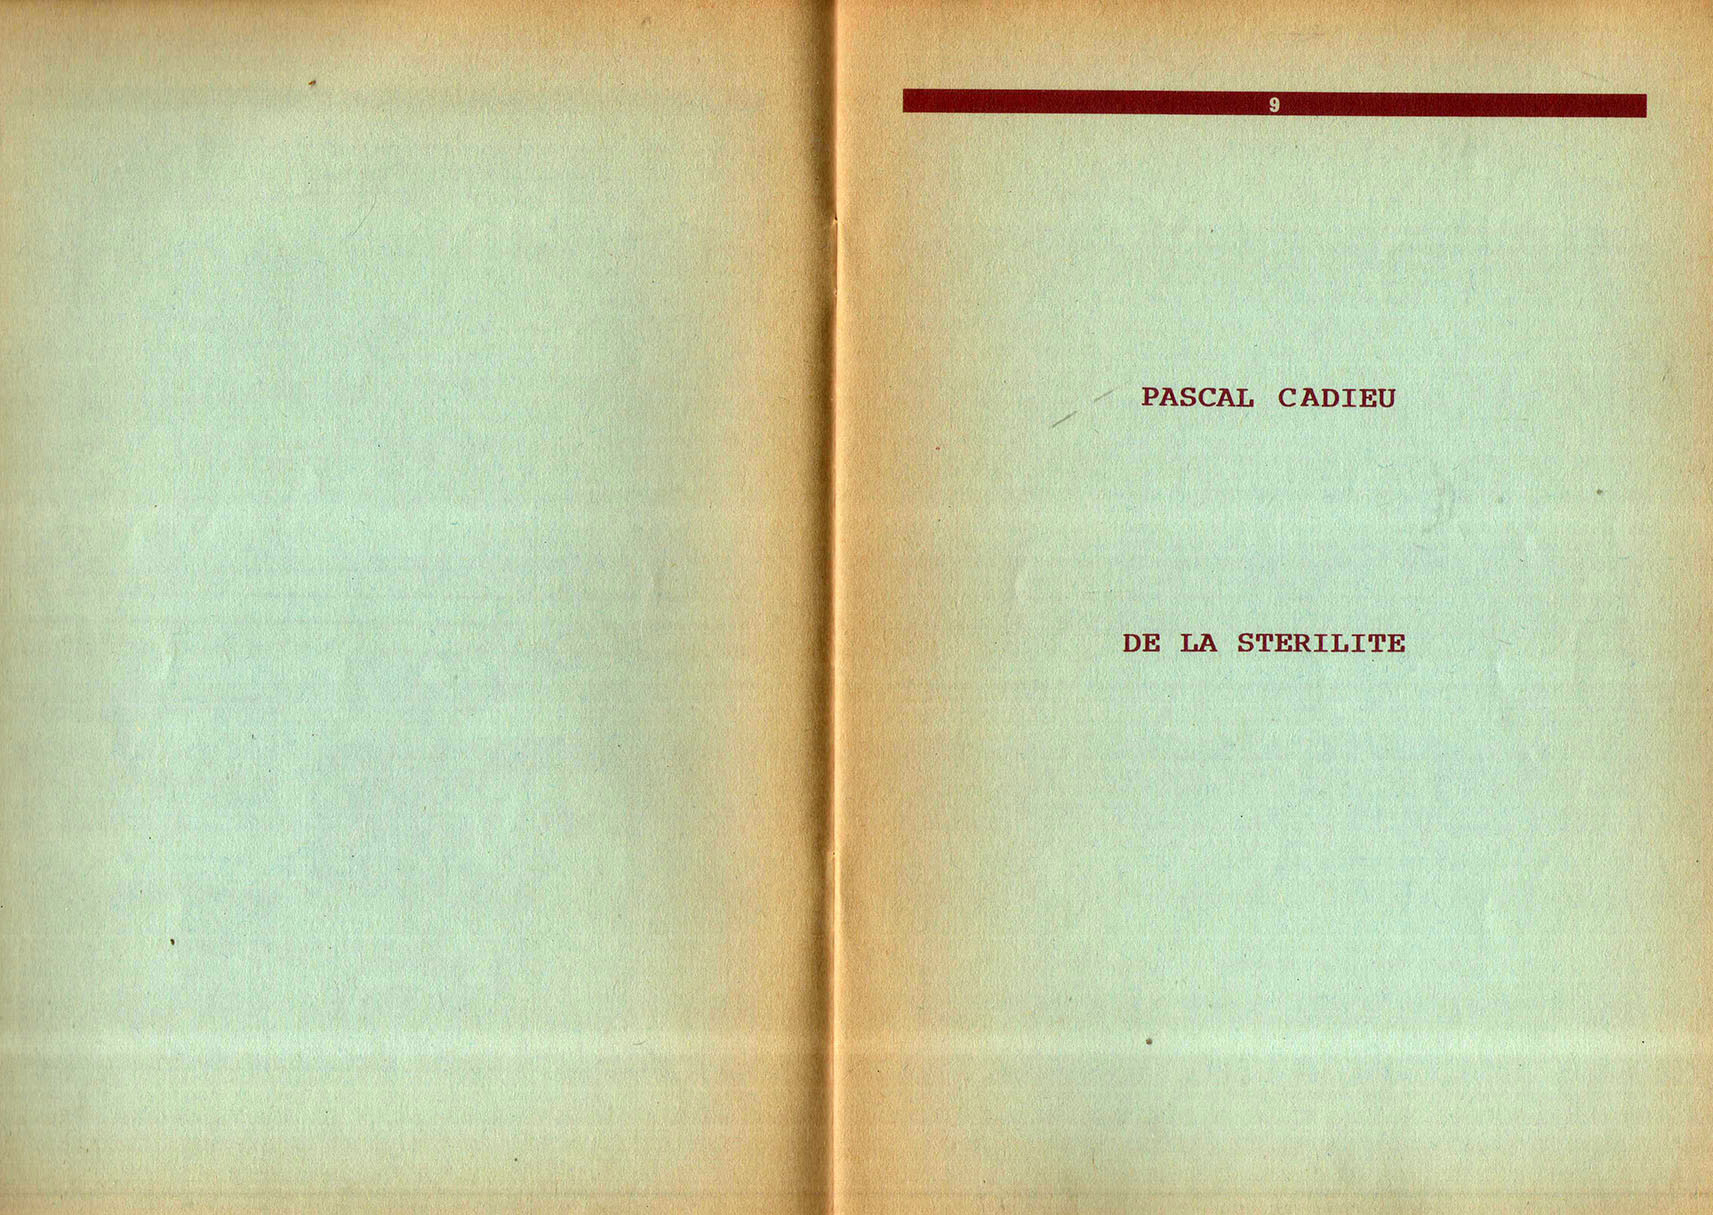 9
PASCAL CADIEU
DE LA STERILITE